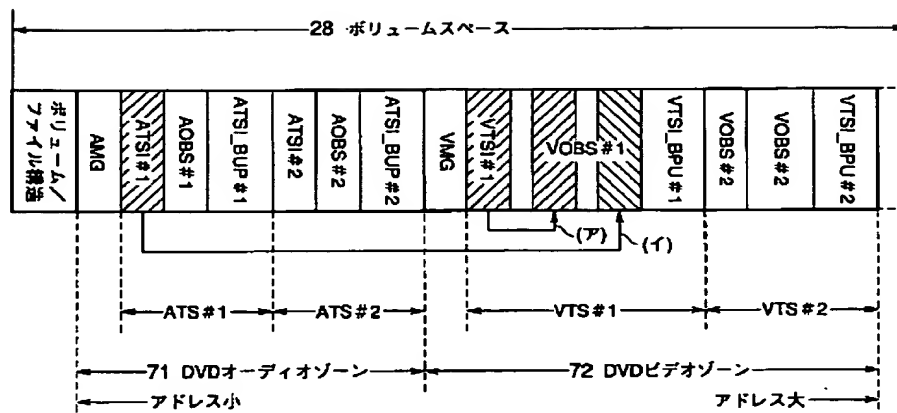 28 ボリュームスペース
ボリューム/
ファイル構造
AMG
ATSI#1
AOBS#1
ATSI_BUP#1
ATSI#2
AOBS#2
ATSI_BUP#2
VMG
VTSI#1
VOBS#1
VTSI_BPU#1
VOBS#2
VOBS#2
VTSI_BPU#2
(ア)
(イ)
ATS#1
ATS#2
VTS#1
VTS#2
71 DVDオーディオゾーン
72 DVDビデオゾーン
アドレス小
アドレス大